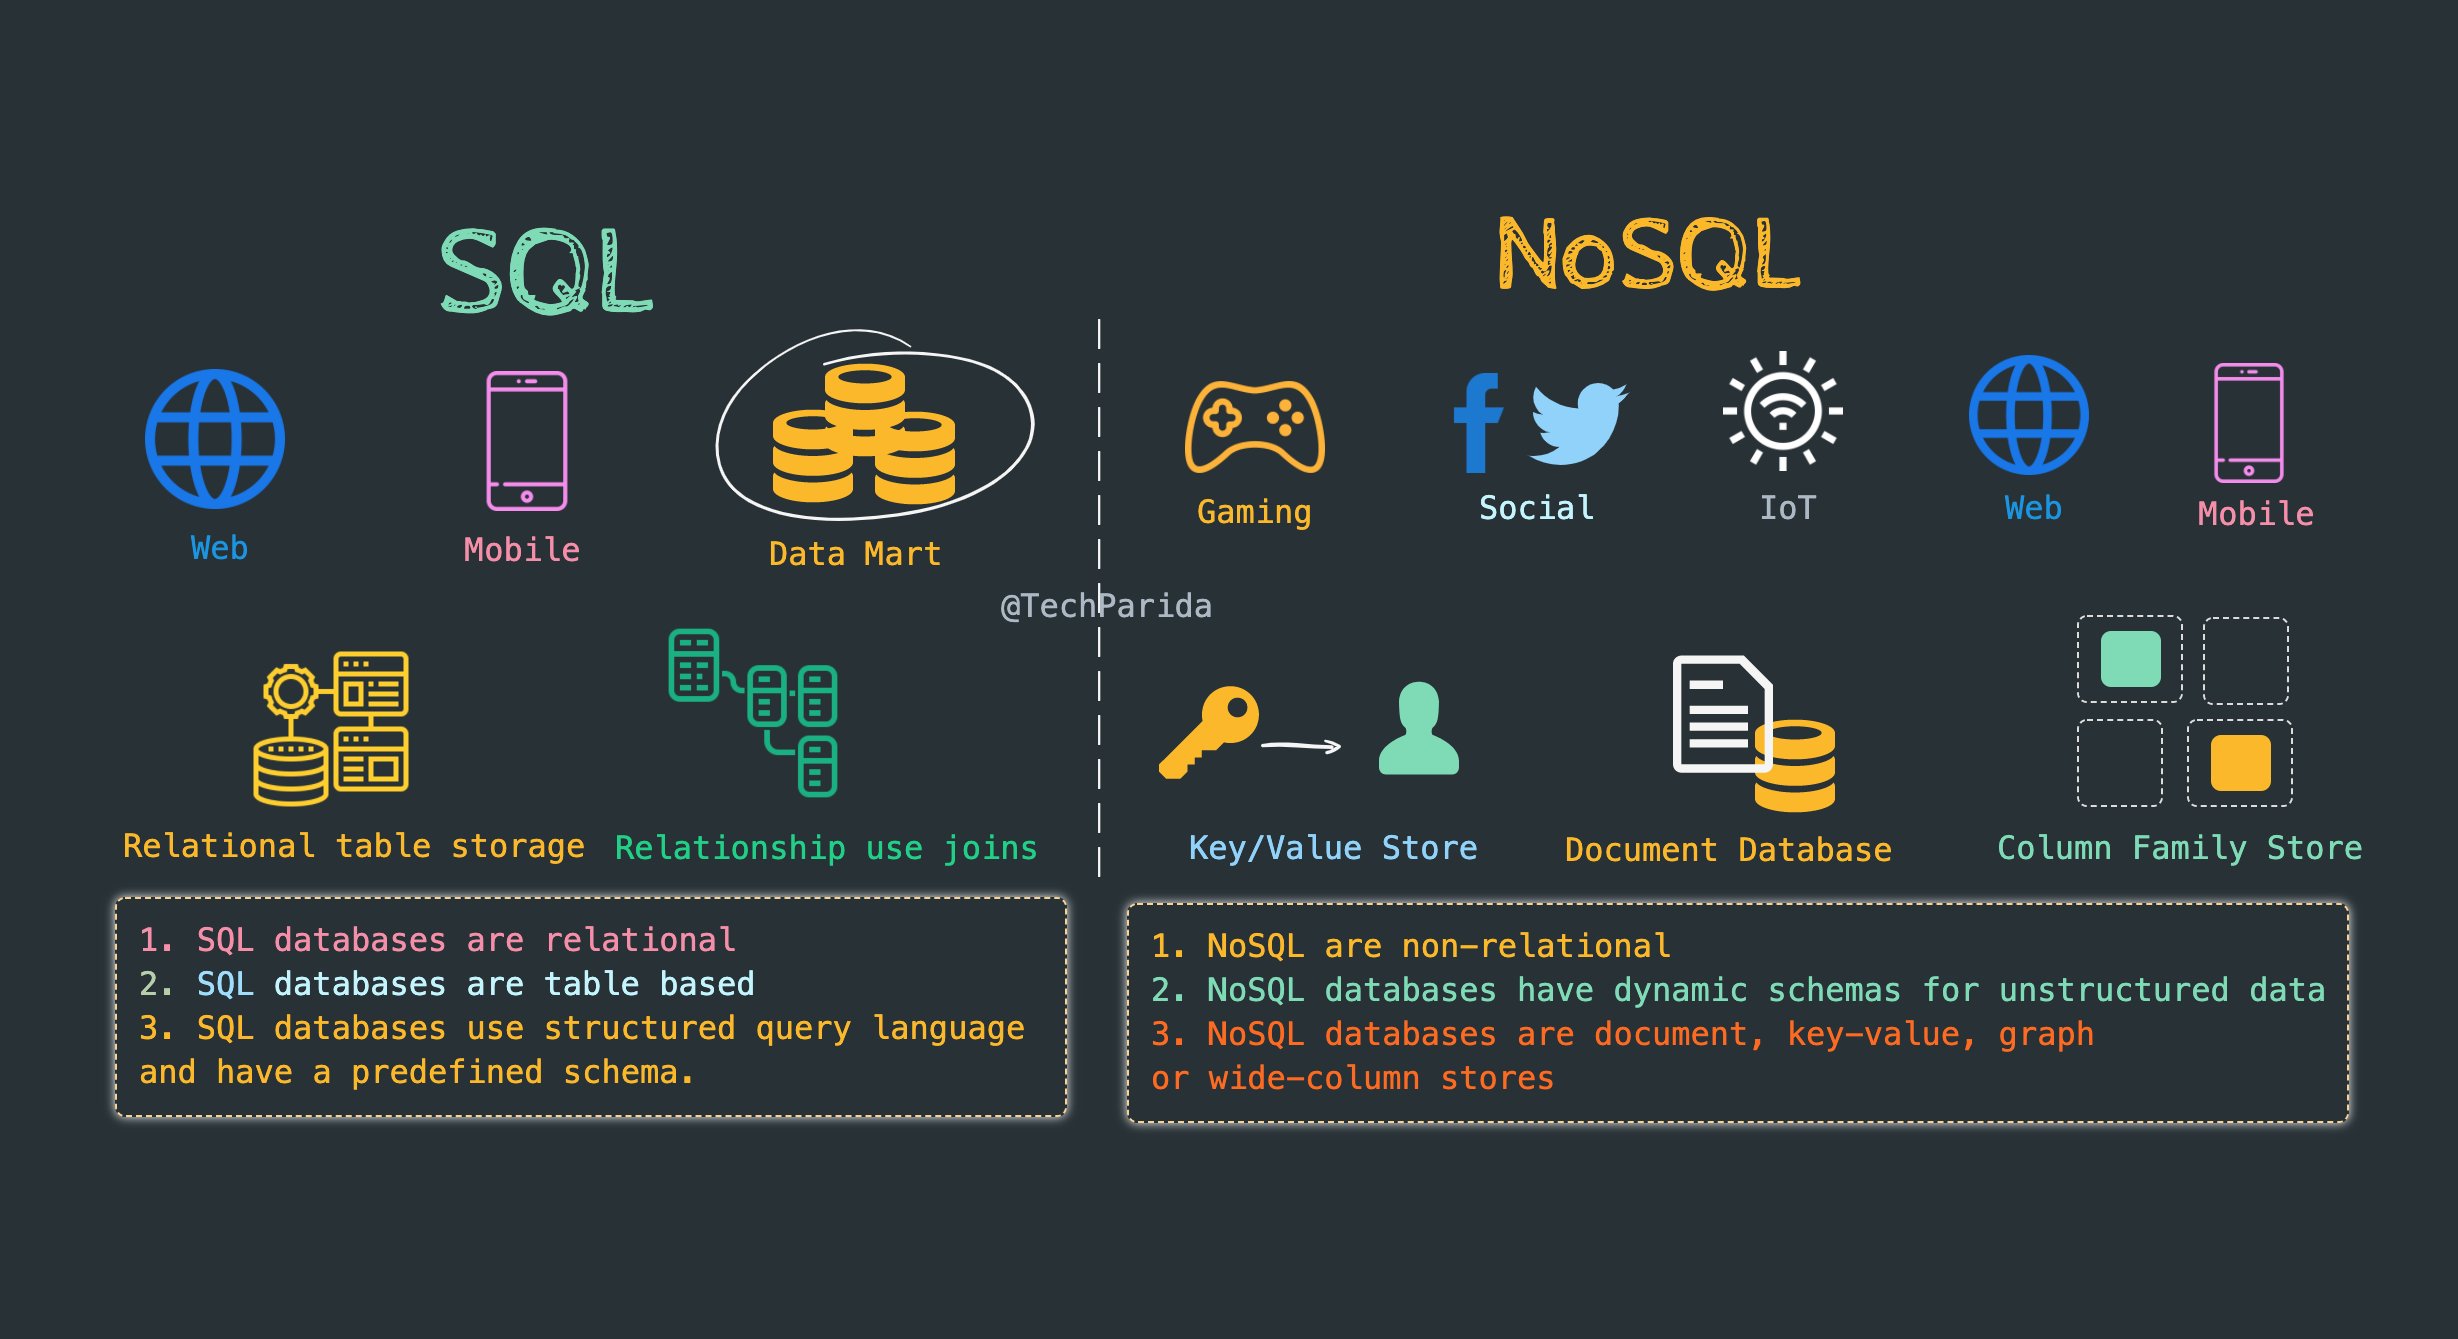 SQL
NoSQL
Web
Mobile
Data Mart
Gaming
Social
IoT
Web
Mobile
@TechParida
Relational table storage
Relationship use joins
Key/Value Store
Document Database
Column Family Store
1. SQL databases are relational
2. SQL databases are table based
3. SQL databases use structured query language
and have a predefined schema.
1. NoSQL are non-relational
2. NoSQL databases have dynamic schemas for unstructured data
3. NoSQL databases are document, key-value, graph
or wide-column stores